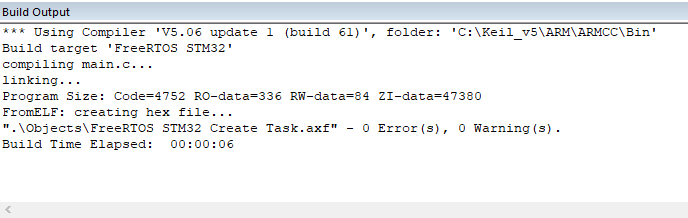 Build Output
*** Using Compiler 'V5.06 update 1 (build 61)', folder: 'C:\Keil_v5\ARM\ARMCC\Bin'
Build target 'FreeRTOS STM32'
compiling main.c...
linking...
Program Size: Code=4752 RO-data=336 RW-data=84 ZI-data=47380
FromELF: creating hex file...
".\Objects\FreeRTOS STM32 Create Task.axf" - 0 Error(s), 0 Warning(s).
Build Time Elapsed:  00:00:06